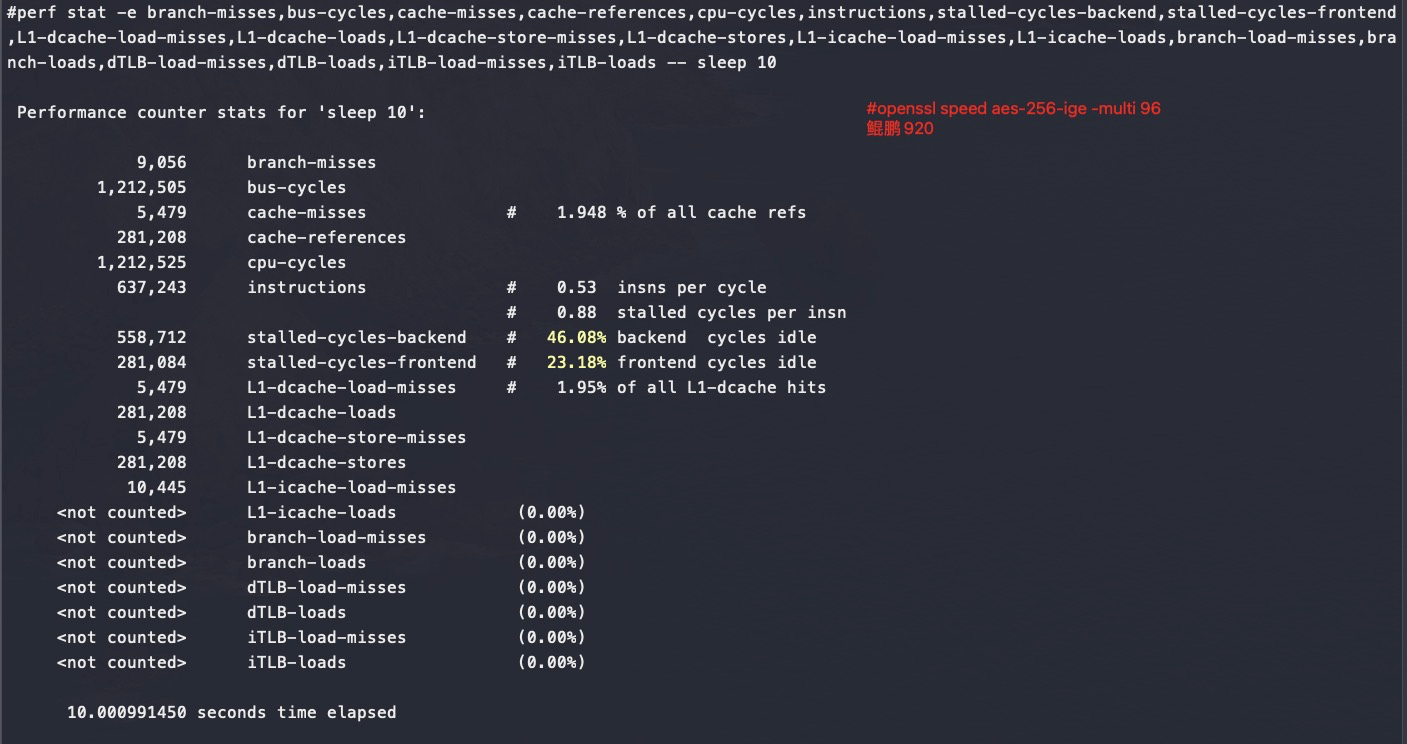 #perf stat -e branch-misses,bus-cycles,cache-misses,cache-references,cpu-cycles,instructions,stalled-cycles-backend,stalled-cycles-frontend
,L1-dcache-load-misses,L1-dcache-loads,L1-dcache-store-misses,L1-dcache-stores,L1-icache-load-misses,L1-icache-loads,branch-load-misses,bra
nch-loads,dTLB-load-misses,dTLB-loads,iTLB-load-misses,iTLB-loads -- sleep 10
Performance counter stats for 'sleep 10':
#openssl speed aes-256-ige -multi 96
鲲鹏 920
9,056 branch-misses
1,212,505 bus-cycles
5,479 cache-misses # 1.948 % of all cache refs
281,208 cache-references
1,212,525 cpu-cycles
637,243 instructions # 0.53 insns per cycle
# 0.88 stalled cycles per insn
558,712 stalled-cycles-backend # 46.08% backend cycles idle
281,084 stalled-cycles-frontend # 23.18% frontend cycles idle
5,479 L1-dcache-load-misses # 1.95% of all L1-dcache hits
281,208 L1-dcache-loads
5,479 L1-dcache-store-misses
281,208 L1-dcache-stores
10,445 L1-icache-load-misses
<not counted> L1-icache-loads (0.00%)
<not counted> branch-load-misses (0.00%)
<not counted> branch-loads (0.00%)
<not counted> dTLB-load-misses (0.00%)
<not counted> dTLB-loads (0.00%)
<not counted> iTLB-load-misses (0.00%)
<not counted> iTLB-loads (0.00%)
10.000991450 seconds time elapsed